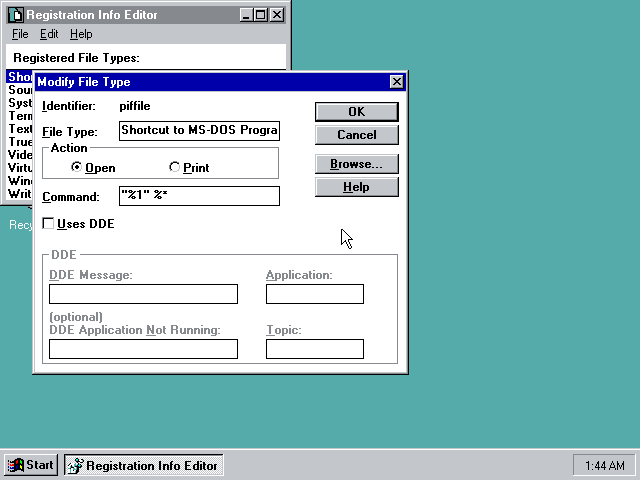 Registration Info Editor
File Edit Help
Registered File Types:
Shor
Sour
Syst
Term
Text
True
Vide
Virtu
Wind
Writ
Recy
Modify File Type
Identifier: piffile
File Type: Shortcut to MS-DOS Progra
Action
Open Print
Command: "%1" %*
Uses DDE
OK
Cancel
Browse...
Help
DDE
DDE Message: Application:
(optional)
DDE Application Not Running: Topic:
Start Registration Info Editor 1:44 AM